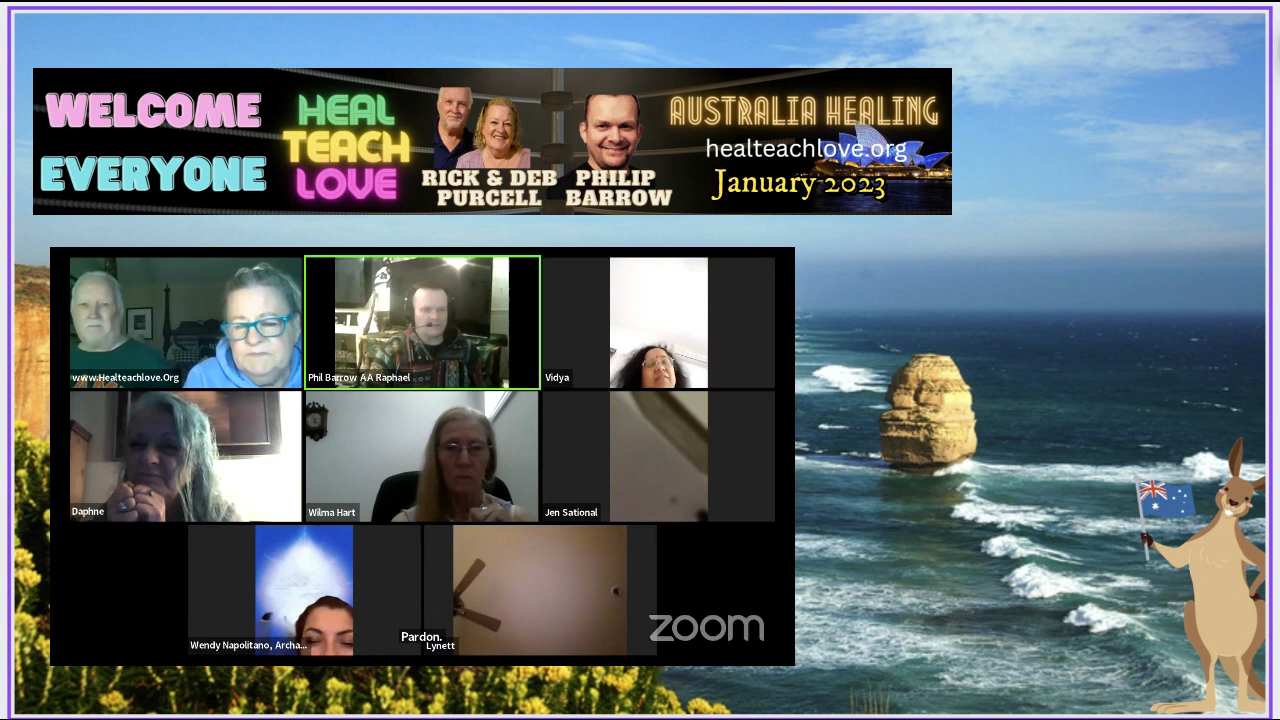 WELCOME
EVERYONE
HEAL
TEACH
LOVE
RICK & DEB
PURCELL
PHILIP
BARROW
AUSTRALIA HEALING
healteachlove.org
January 2023
www.Healteachlove.Org
Phil Barrow A A Raphael
Vidya
Daphne
Wilma Hart
Jen Sational
Wendy Napolitano, Archa...
Pardon.
Lynett
zoom